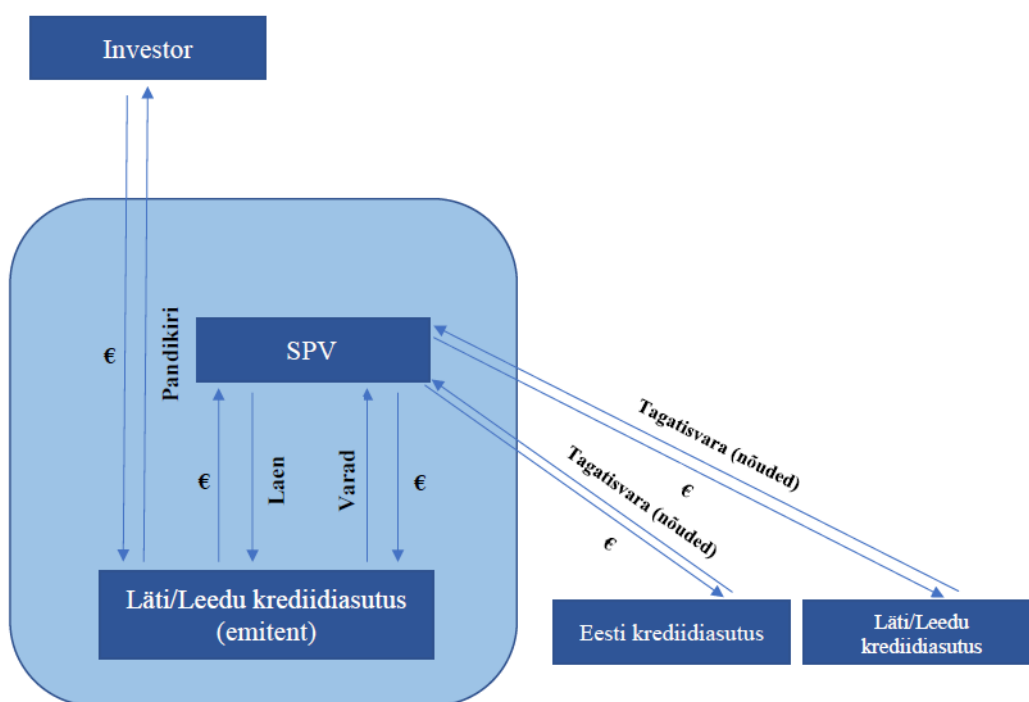 Investor
€
Pandikiri
SPV
€
Laen
Varad
€
Tagatisvara (nõuded)
€
Tagatisvara (nõuded)
€
Läti/Leedu krediidiasutus
(emitent)
Eesti krediidiasutus
Läti/Leedu
krediidiasutus